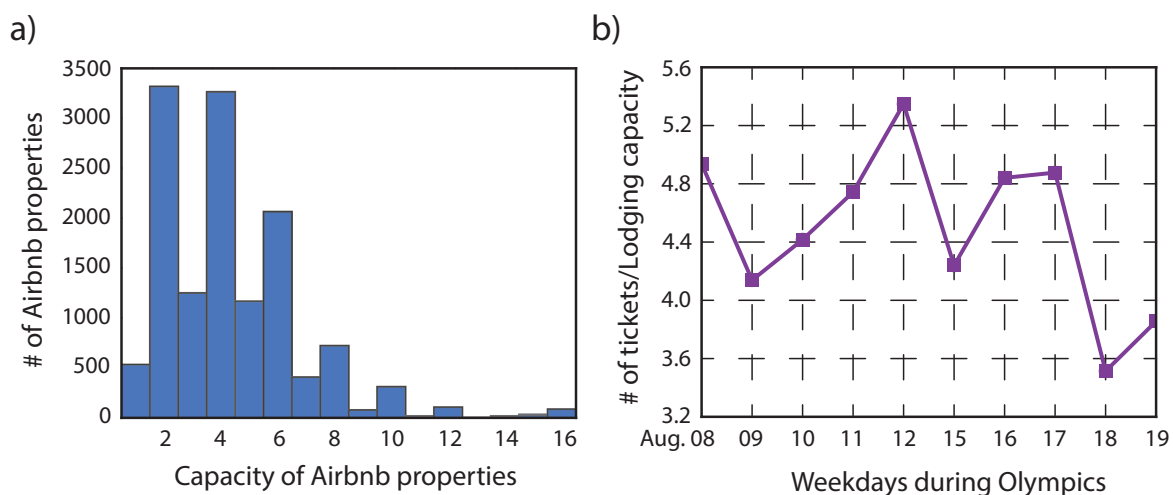 a)
# of Airbnb properties
3500
3000
2500
2000
1500
1000
500
0
2 4 6 8 10 12 14 16
Capacity of Airbnb properties
b)
# of tickets/Lodging capacity
5.6
5.2
4.8
4.4
4.0
3.6
3.2
Aug. 08 09 10 11 12 15 16 17 18 19
Weekdays during Olympics